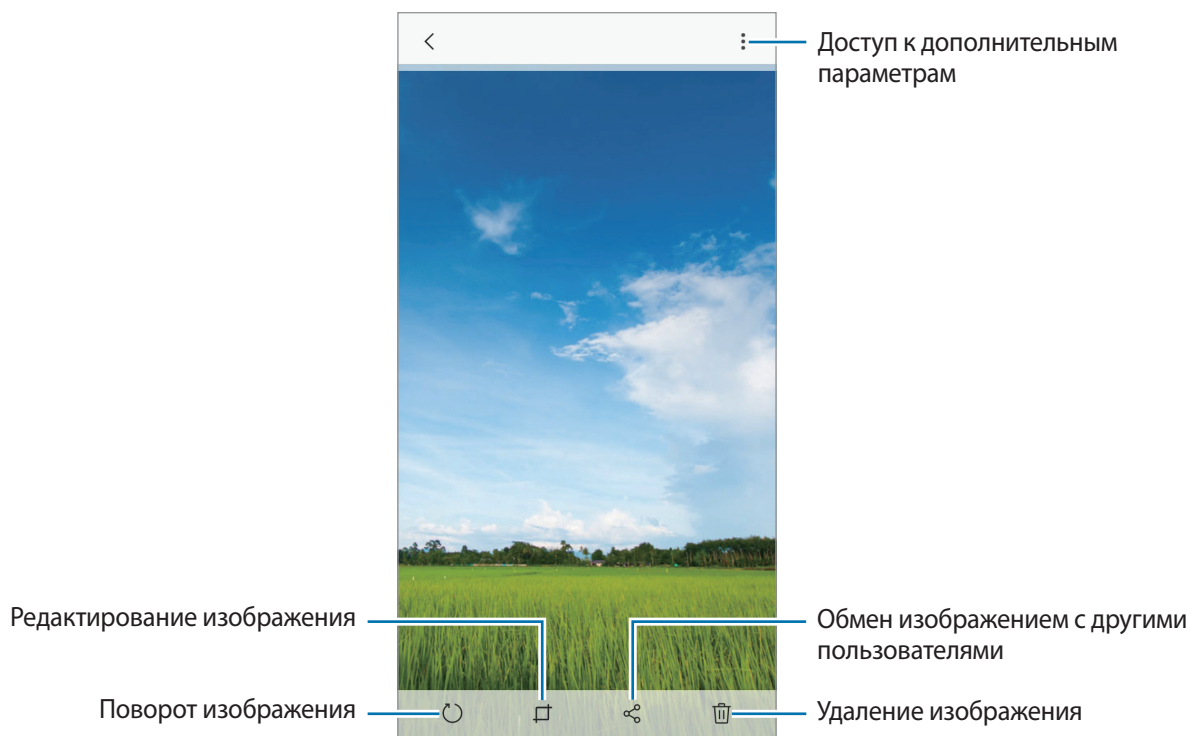 Доступ к дополнительным
параметрам
Редактирование изображения
Обмен изображением с другими
пользователями
Поворот изображения
Удаление изображения